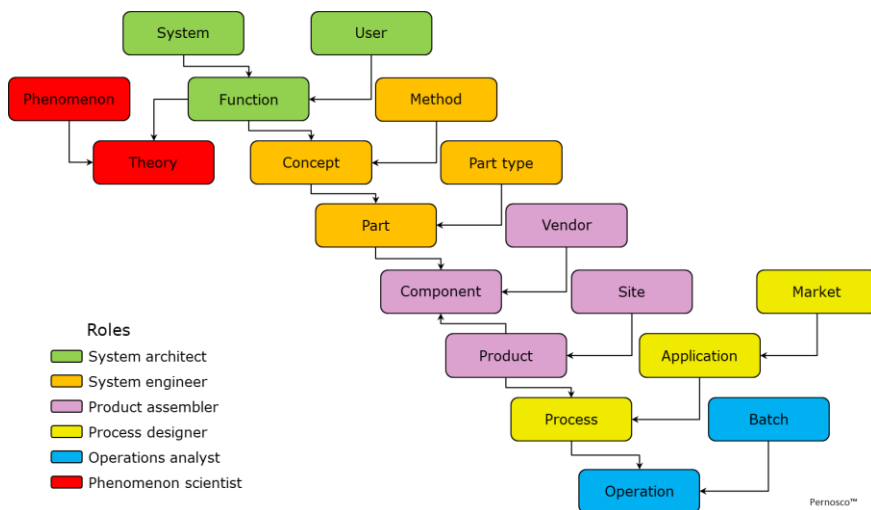 System
User
Phenomenon
Function
Method
Theory
Concept
Part type
Part
Vendor
Component
Site
Market
Product
Application
Process
Batch
Operation
Roles
System architect
System engineer
Product assembler
Process designer
Operations analyst
Phenomenon scientist
Pernosco™